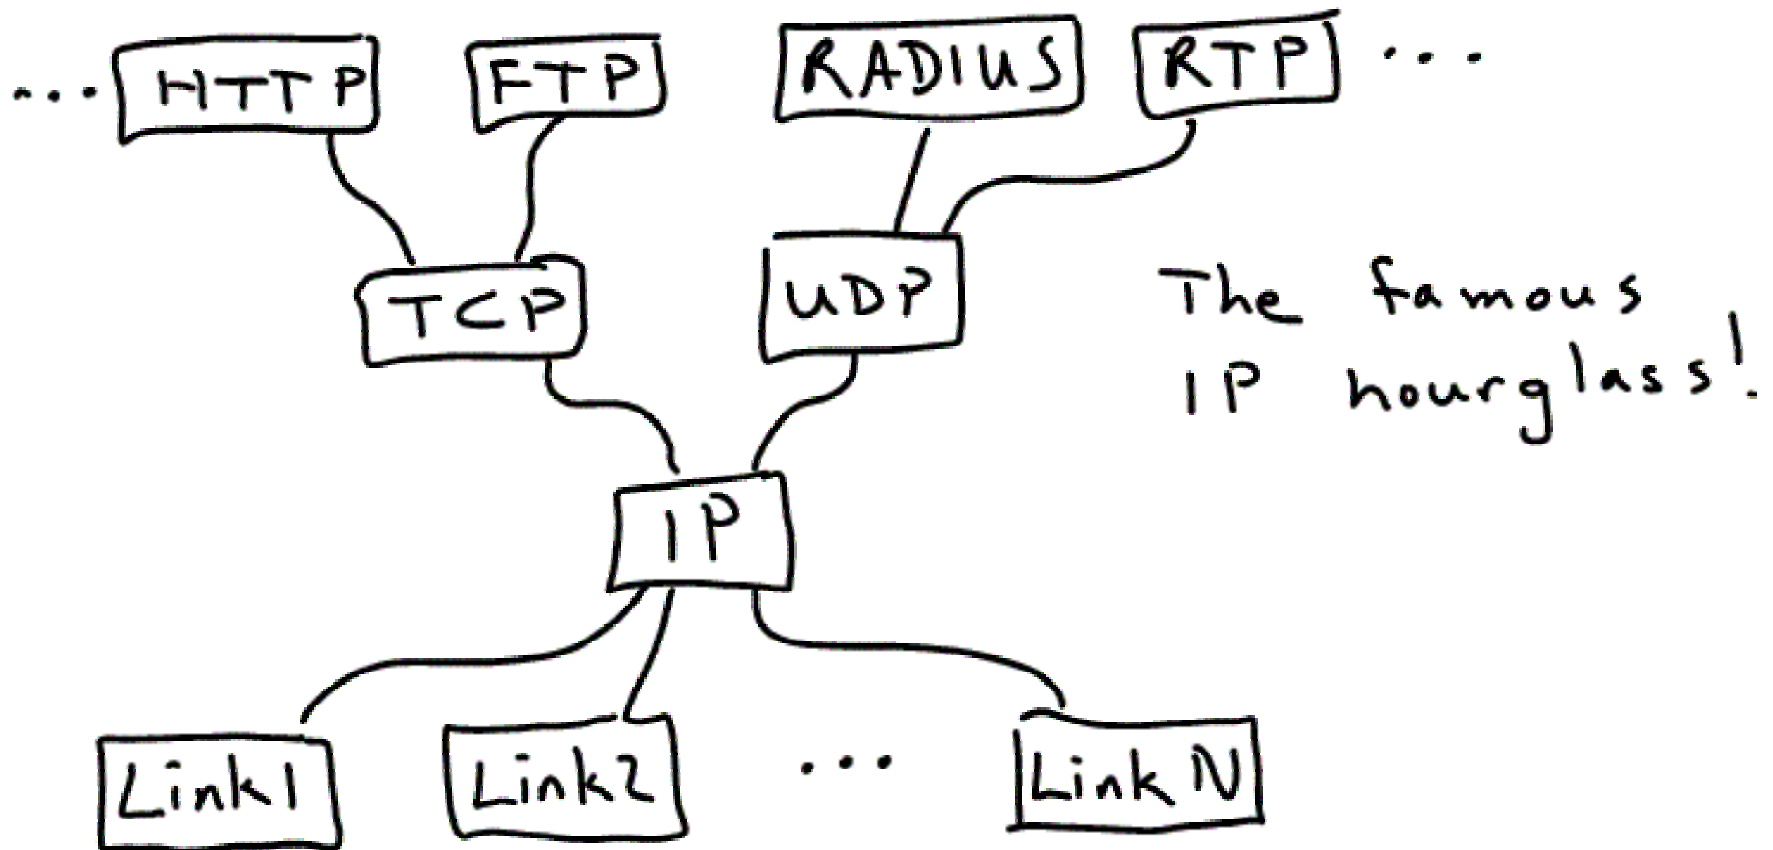 ... HTTP FTP RADIUS RTP ...
TCP UDP
The famous
IP hourglass!
IP
Link1 Link2 ... LinkN